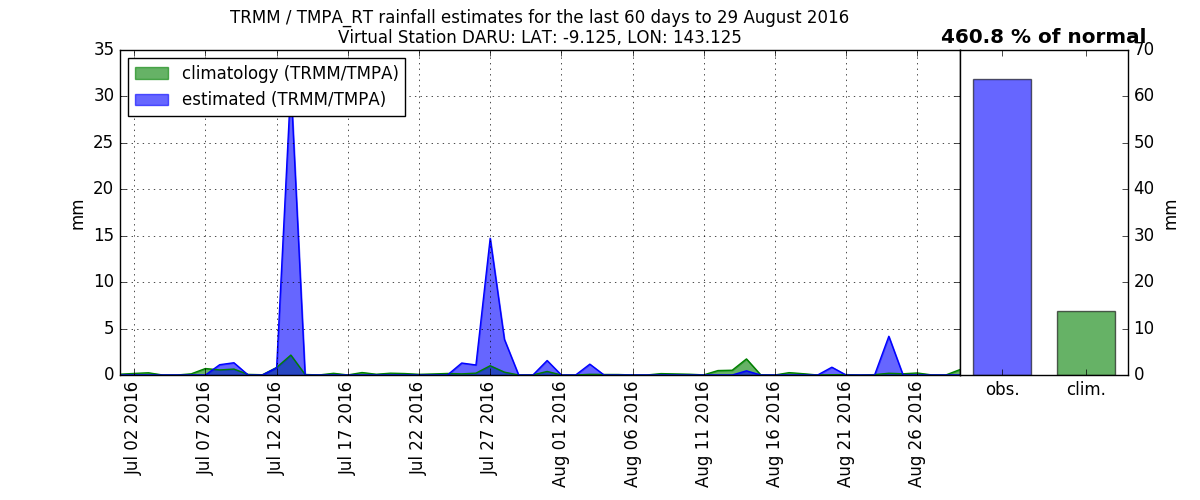 TRMM / TMPA_RT rainfall estimates for the last 60 days to 29 August 2016
Virtual Station DARU: LAT: -9.125, LON: 143.125
460.8 % of normal
climatology (TRMM/TMPA)
estimated (TRMM/TMPA)
35
30
25
20
15
10
5
0
mm
Jul 02 2016
Jul 07 2016
Jul 12 2016
Jul 17 2016
Jul 22 2016
Jul 27 2016
Aug 01 2016
Aug 06 2016
Aug 11 2016
Aug 16 2016
Aug 21 2016
Aug 26 2016
obs.
clim.
70
60
50
40
30
20
10
0
mm